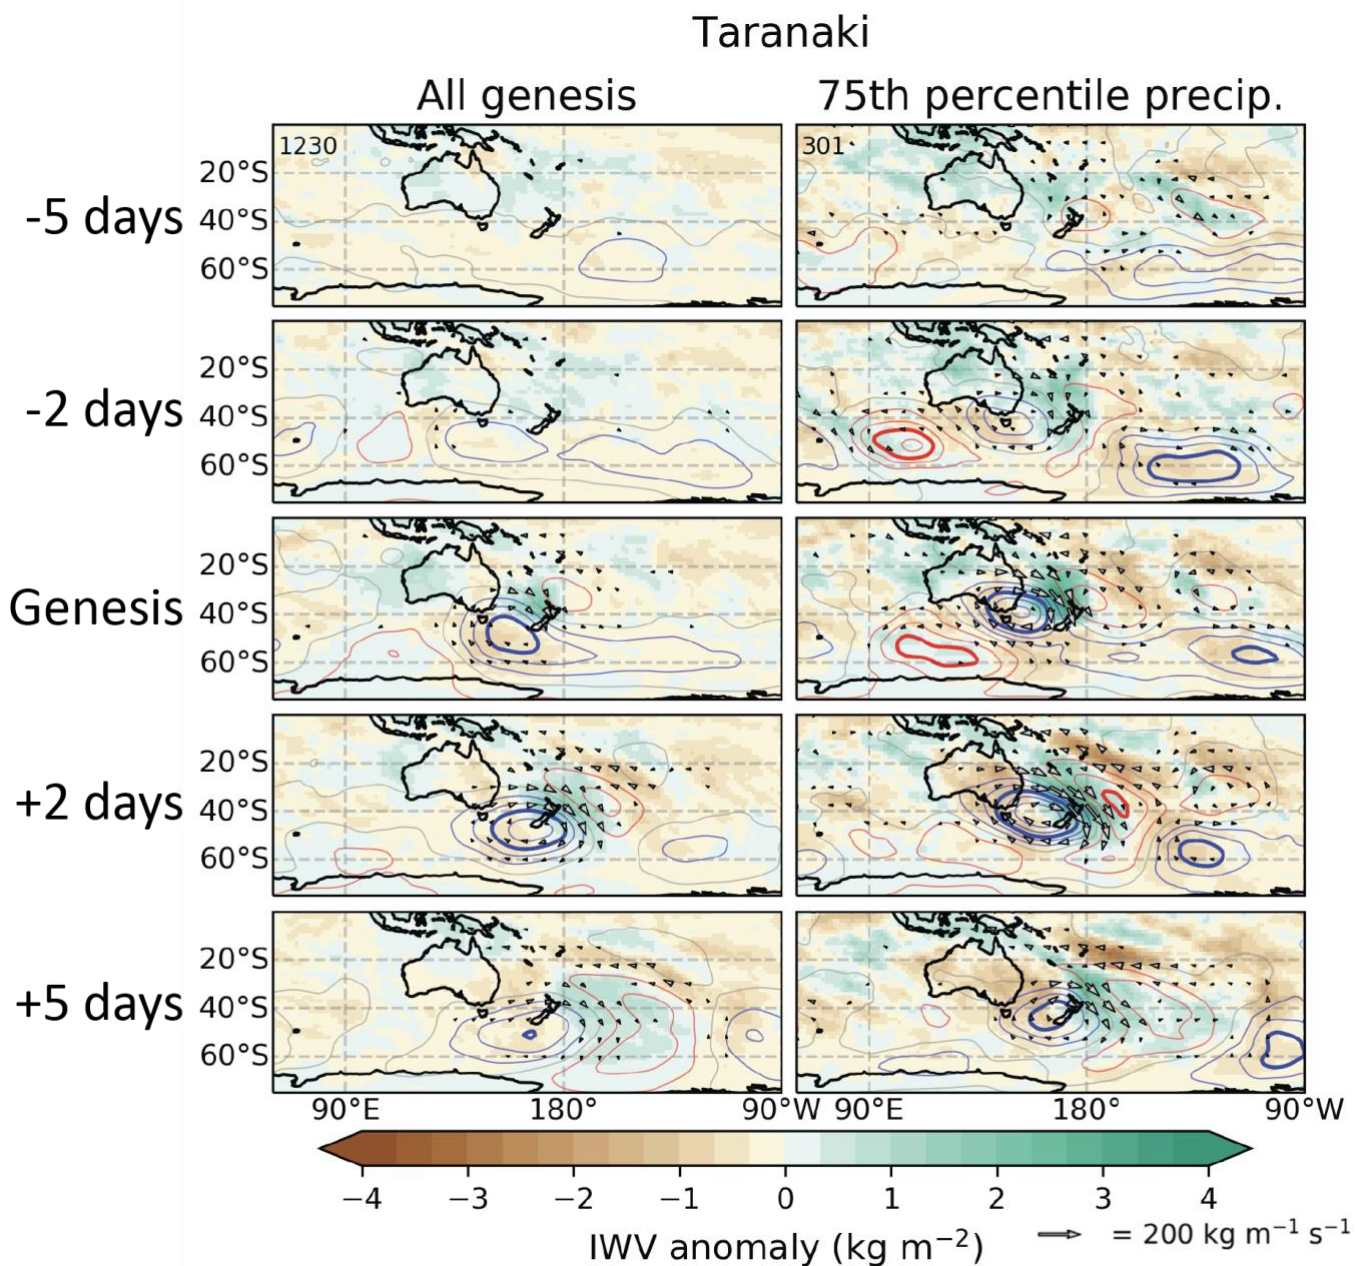 Taranaki
All genesis 75th percentile precip.
-5 days
1230
301
20°S
40°S
60°S
-2 days
20°S
40°S
60°S
Genesis
20°S
40°S
60°S
+2 days
20°S
40°S
60°S
+5 days
20°S
40°S
60°S
90°E 180° 90°W 90°E 180° 90°W
−4 −3 −2 −1 0 1 2 3 4
IWV anomaly (kg m⁻²) = 200 kg m⁻¹ s⁻¹